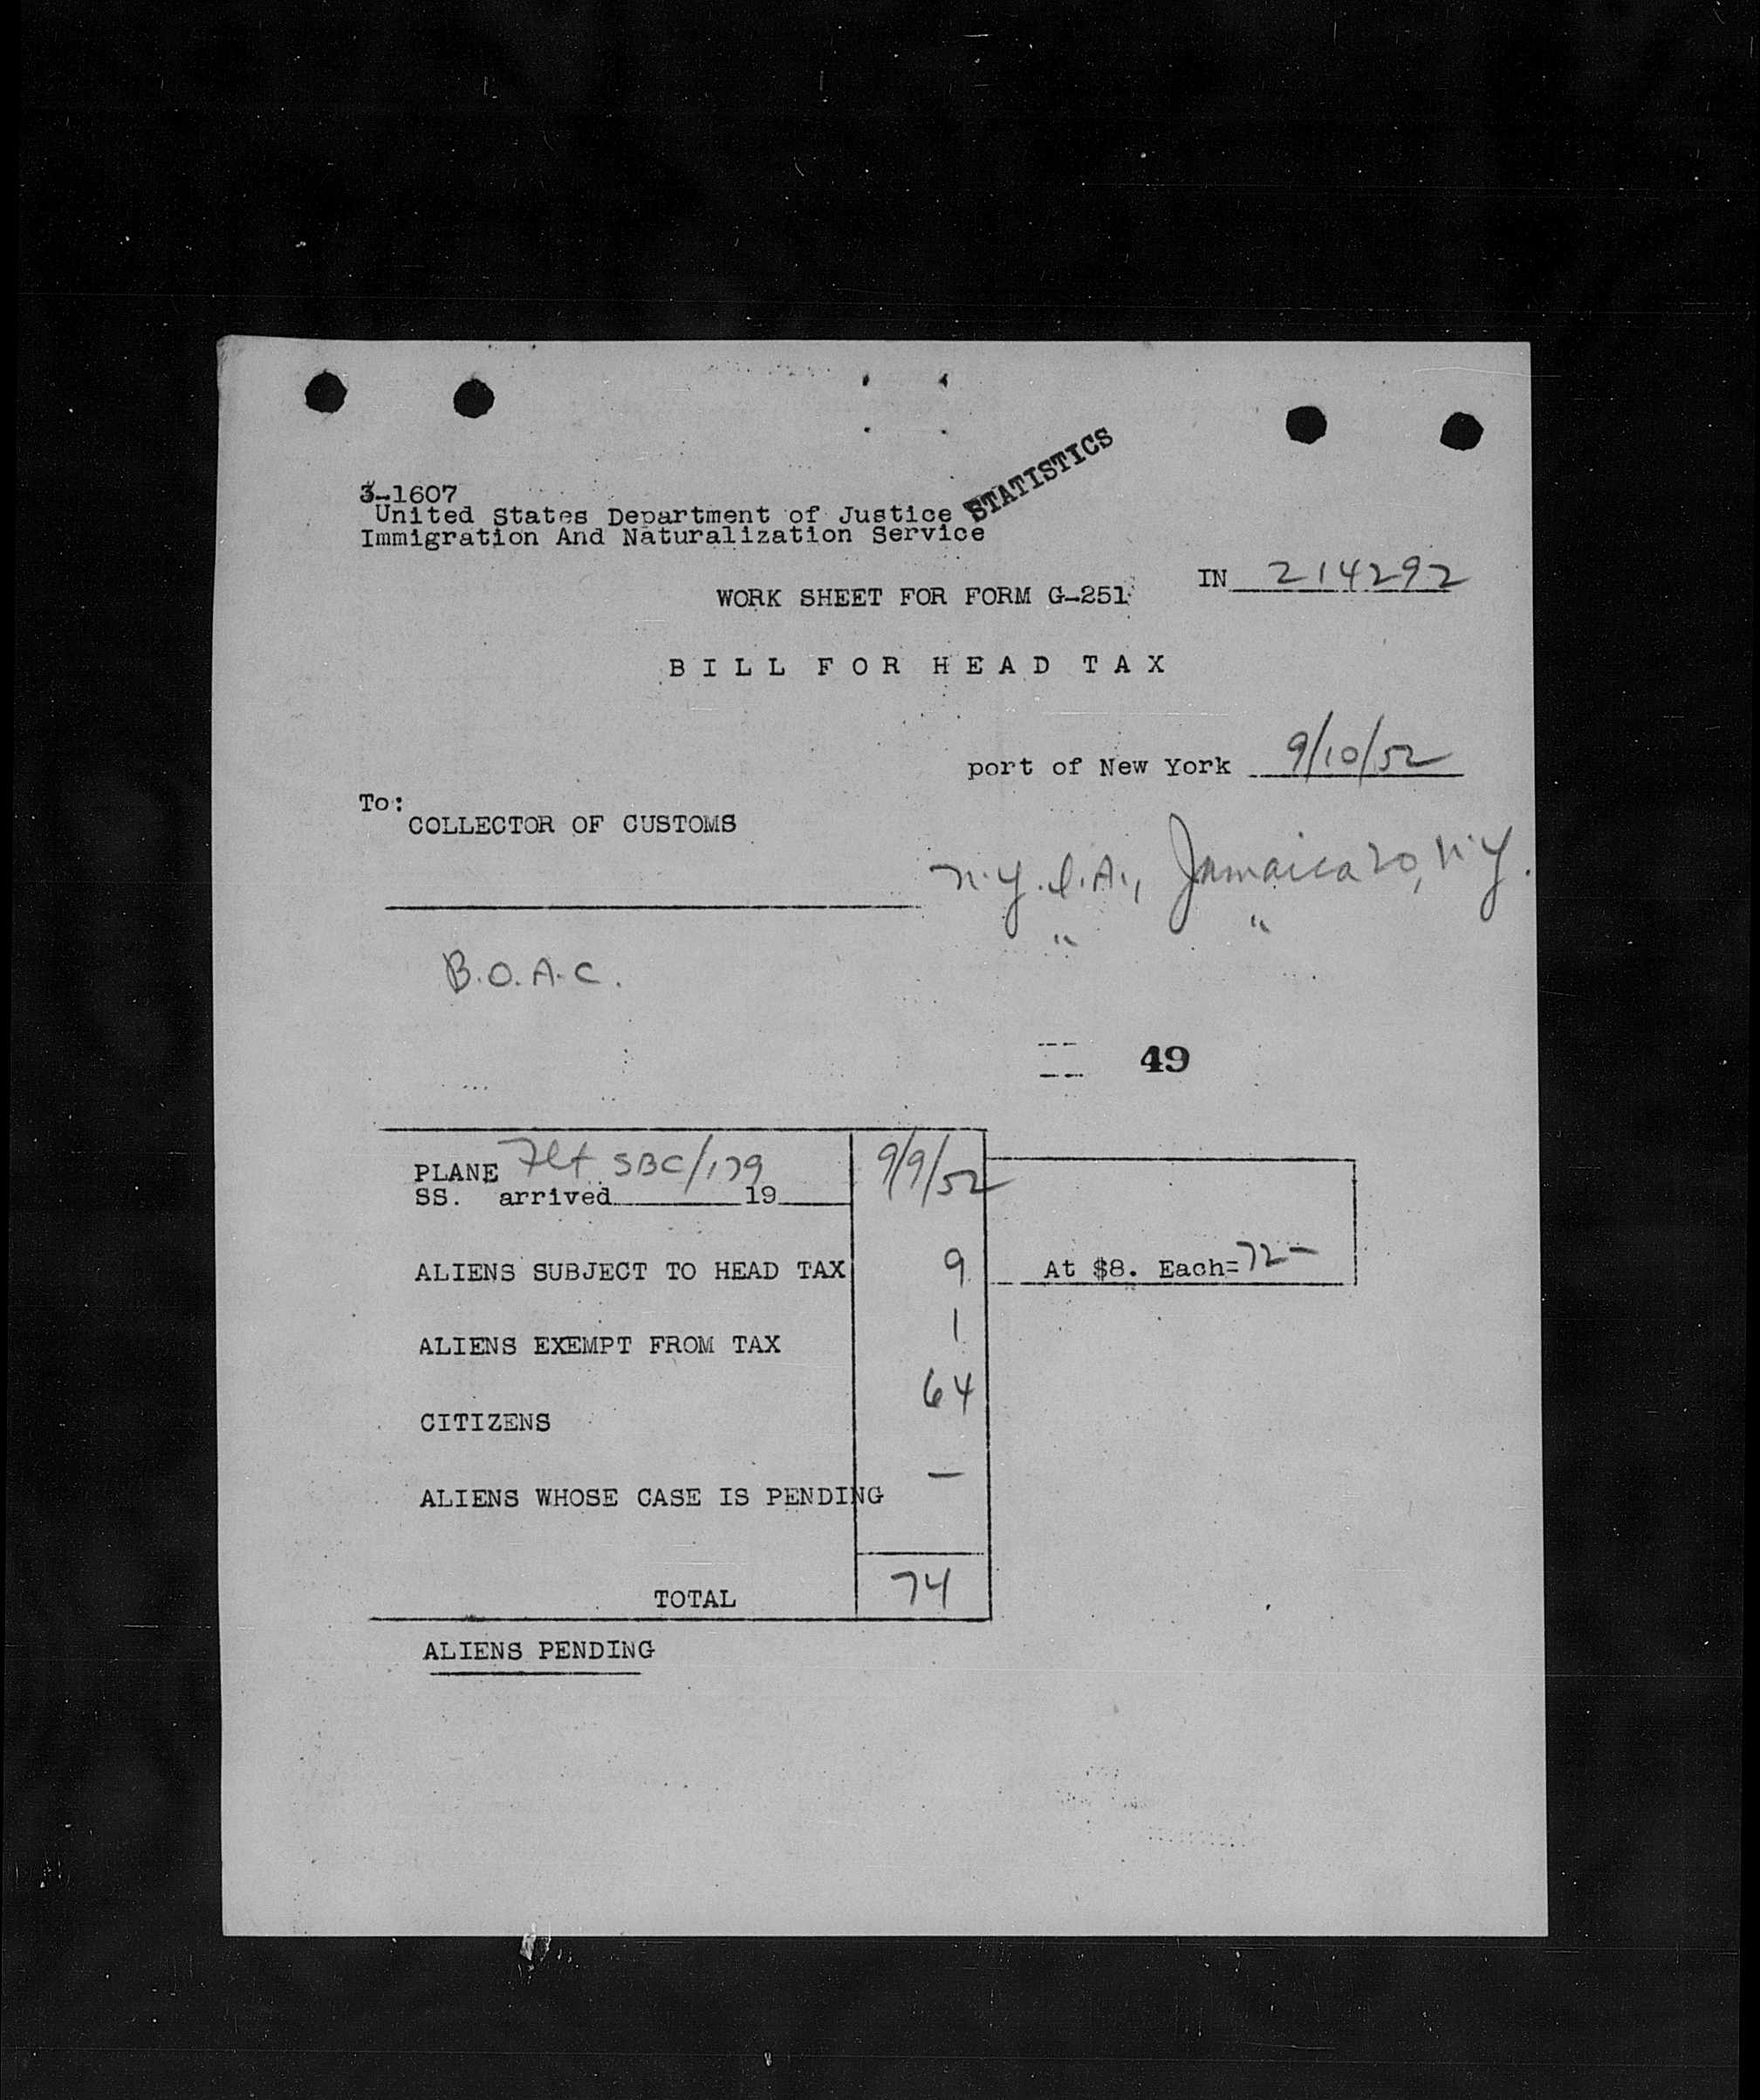 STATISTICS
3-1607
United States Department of Justice
Immigration And Naturalization Service
IN 214292
WORK SHEET FOR FORM G-251
BILL FOR HEAD TAX
port of New York 9/10/52
To:
COLLECTOR OF CUSTOMS
N.Y.I.A., Jamaica 20, N.Y.
" "
B.O.A.C.
49
PLANE Flt SBC/179 9/9/52
SS. arrived 19
ALIENS SUBJECT TO HEAD TAX 9 At $8. Each= 72-
ALIENS EXEMPT FROM TAX 1
CITIZENS 64
ALIENS WHOSE CASE IS PENDING —
TOTAL 74
ALIENS PENDING